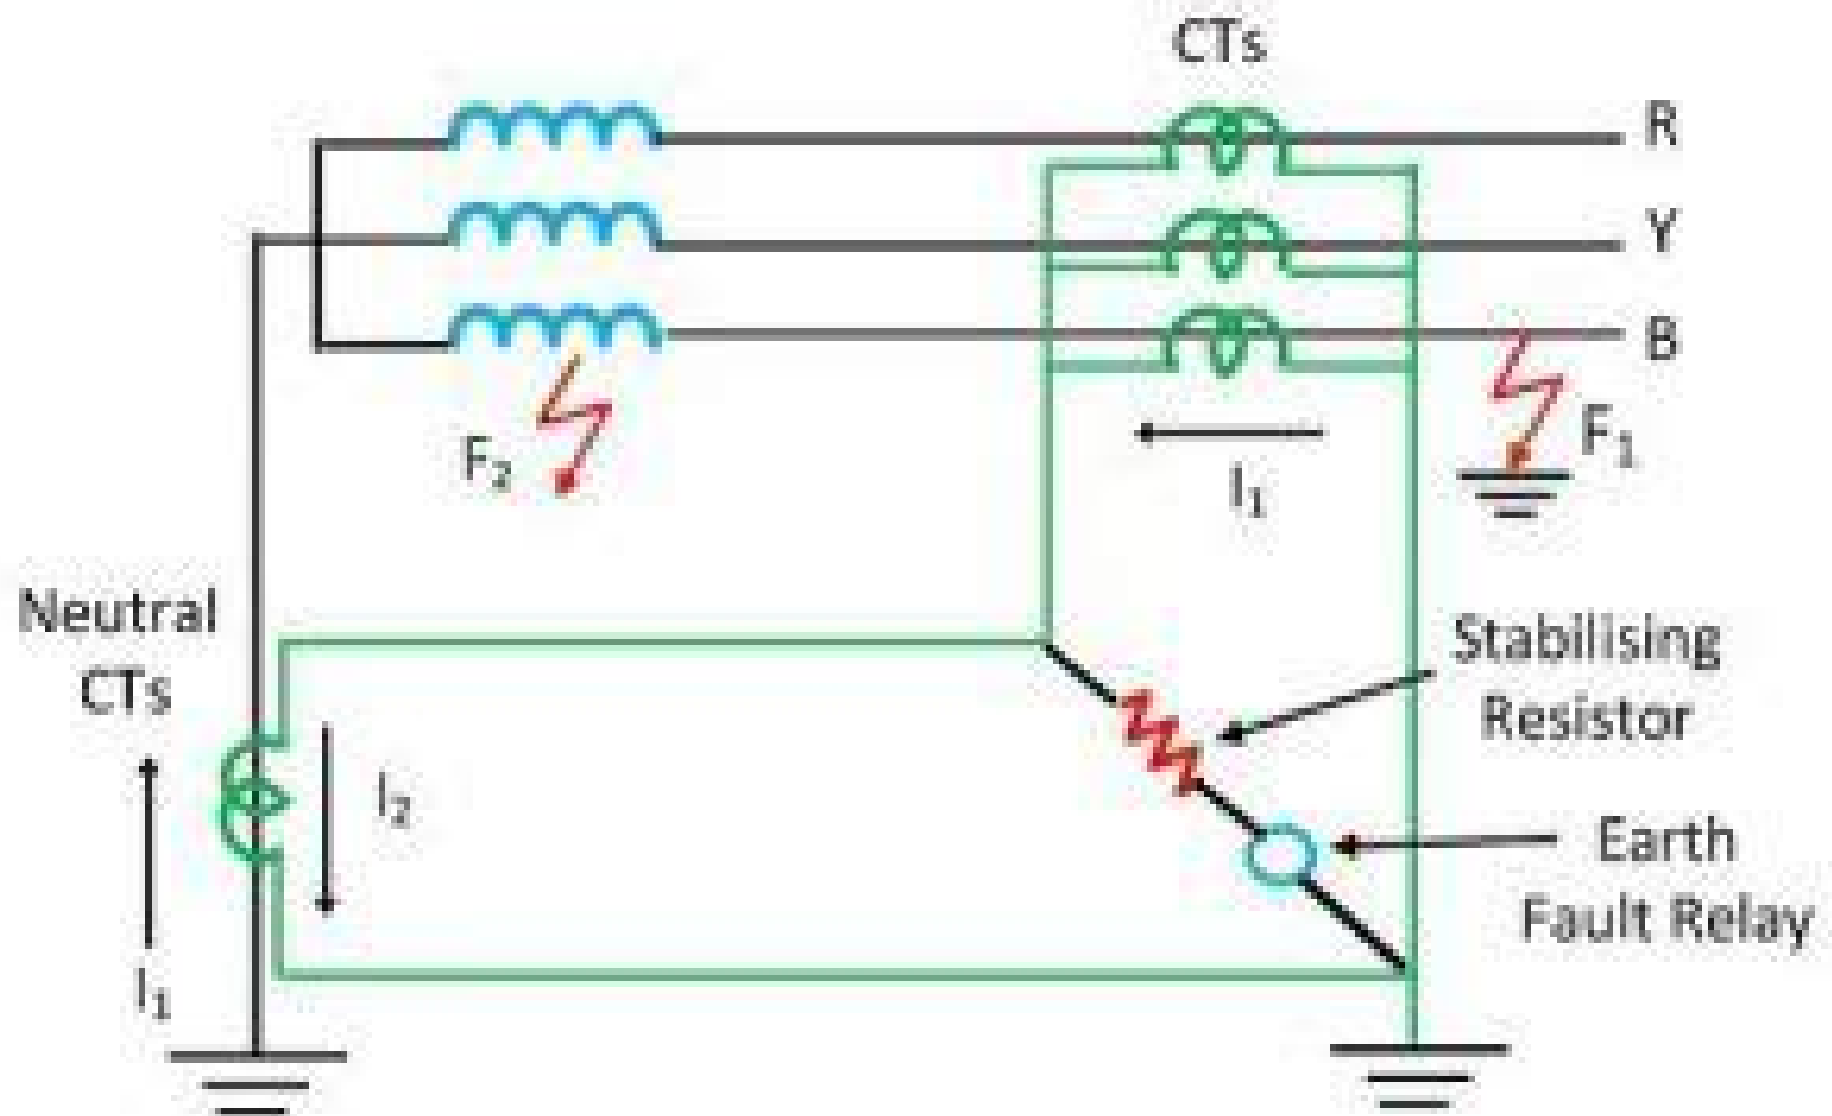 CTs
R
Y
B
F₂
F₁
I₁
Neutral
CTs
Stabilising
Resistor
I₂
Earth
Fault Relay
I₁